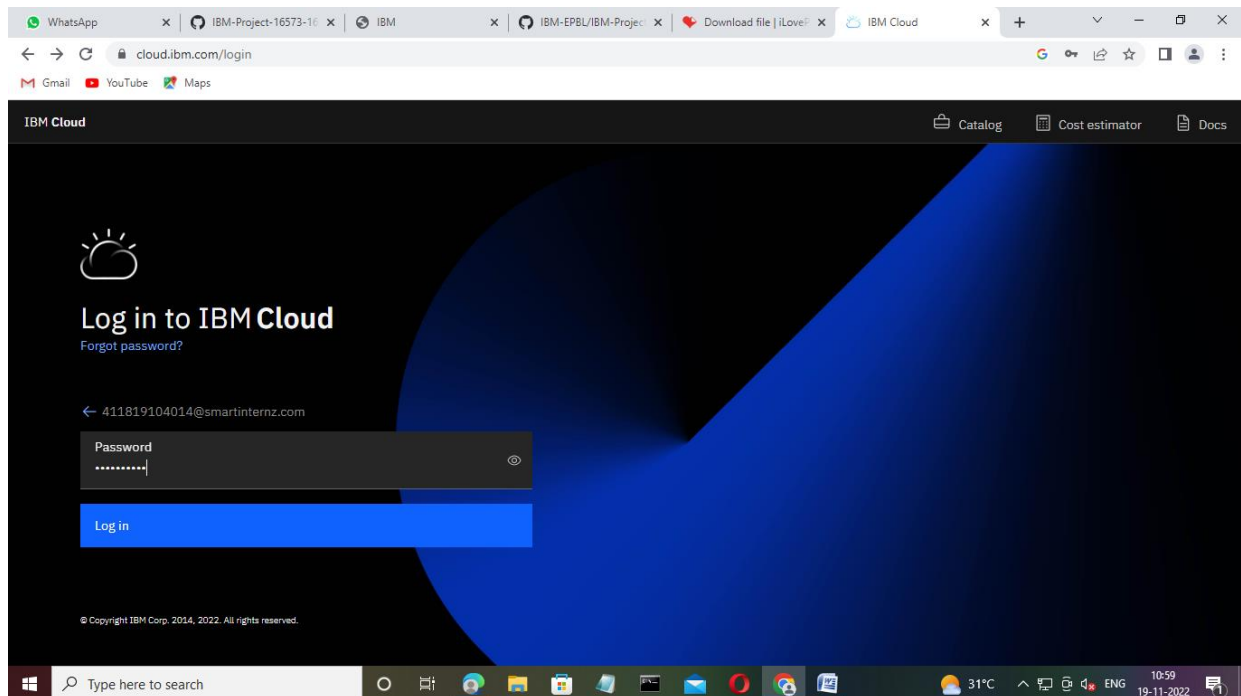 WhatsApp IBM-Project-16573-16 IBM IBM-EPBL/IBM-Project Download file | iLoveP IBM Cloud
cloud.ibm.com/login
Gmail YouTube Maps
IBM Cloud Catalog Cost estimator Docs
Log in to IBM Cloud
Forgot password?
← 411819104014@smartinternz.com
Password
••••••••••
Log in
© Copyright IBM Corp. 2014, 2022. All rights reserved.
Type here to search 31°C ENG 10:59
19-11-2022